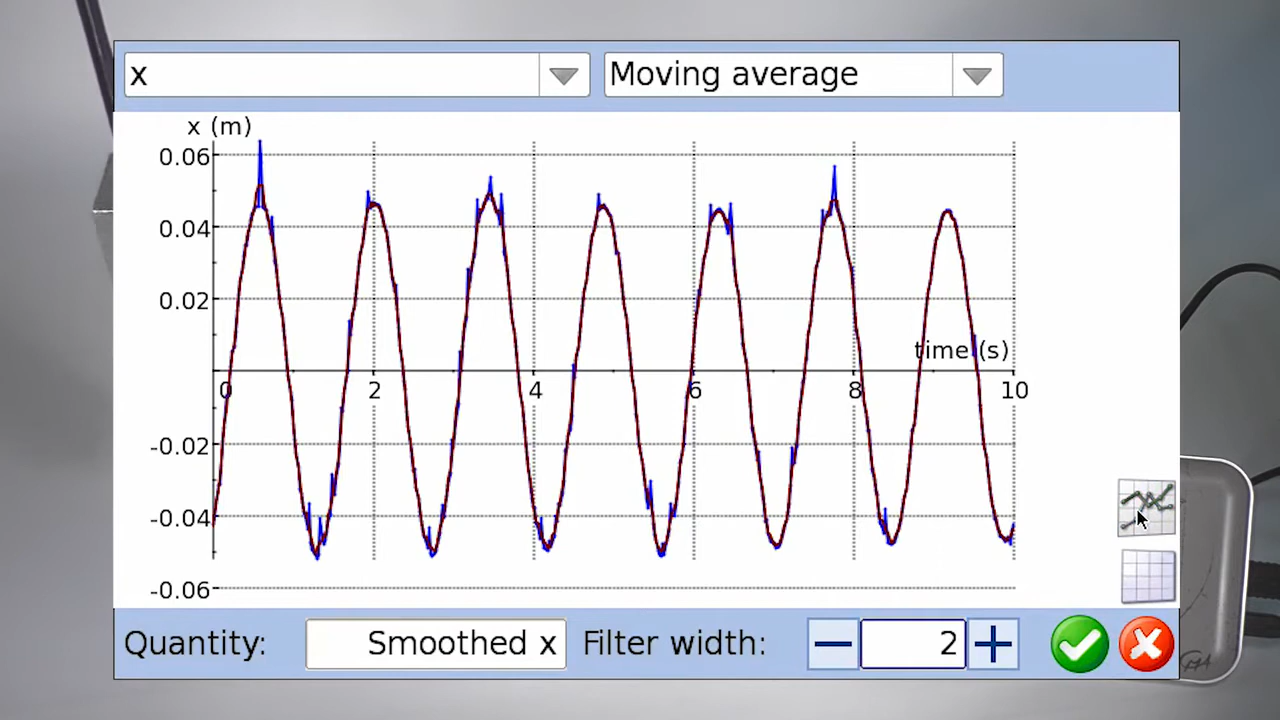 x
Moving average
x (m)
0.06
0.04
0.02
time (s)
0 2 4 6 8 10
-0.02
-0.04
-0.06
Quantity: Smoothed x Filter width: 2
CMA